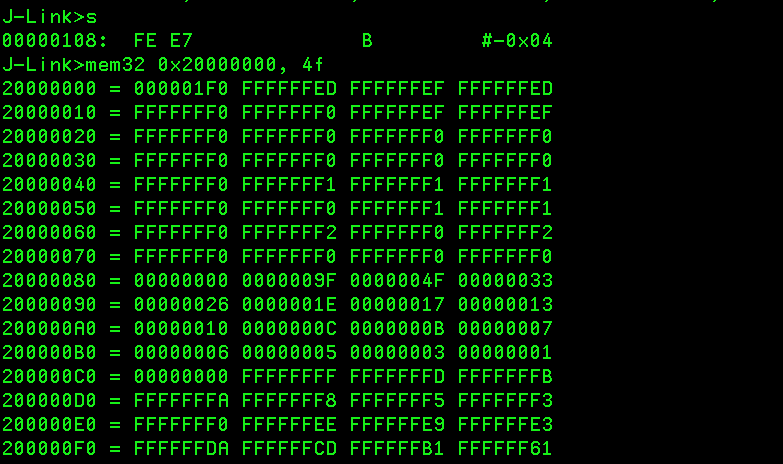 J-Link>s
00000108:  FE E7              B         #-0x04
J-Link>mem32 0x20000000, 4f
20000000 = 000001F0 FFFFFFED FFFFFFEF FFFFFFED
20000010 = FFFFFFF0 FFFFFFF0 FFFFFFEF FFFFFFEF
20000020 = FFFFFFF0 FFFFFFF0 FFFFFFF0 FFFFFFF0
20000030 = FFFFFFF0 FFFFFFF0 FFFFFFF0 FFFFFFF0
20000040 = FFFFFFF0 FFFFFFF1 FFFFFFF1 FFFFFFF1
20000050 = FFFFFFF0 FFFFFFF0 FFFFFFF1 FFFFFFF1
20000060 = FFFFFFF0 FFFFFFF2 FFFFFFF0 FFFFFFF2
20000070 = FFFFFFF0 FFFFFFF0 FFFFFFF0 FFFFFFF0
20000080 = 00000000 0000009F 0000004F 00000033
20000090 = 00000026 0000001E 00000017 00000013
200000A0 = 00000010 0000000C 0000000B 00000007
200000B0 = 00000006 00000005 00000003 00000001
200000C0 = 00000000 FFFFFFFF FFFFFFFD FFFFFFFB
200000D0 = FFFFFFFA FFFFFFF8 FFFFFFF5 FFFFFFF3
200000E0 = FFFFFFF0 FFFFFFEE FFFFFFE9 FFFFFFE3
200000F0 = FFFFFFDA FFFFFFCD FFFFFFB1 FFFFFF61